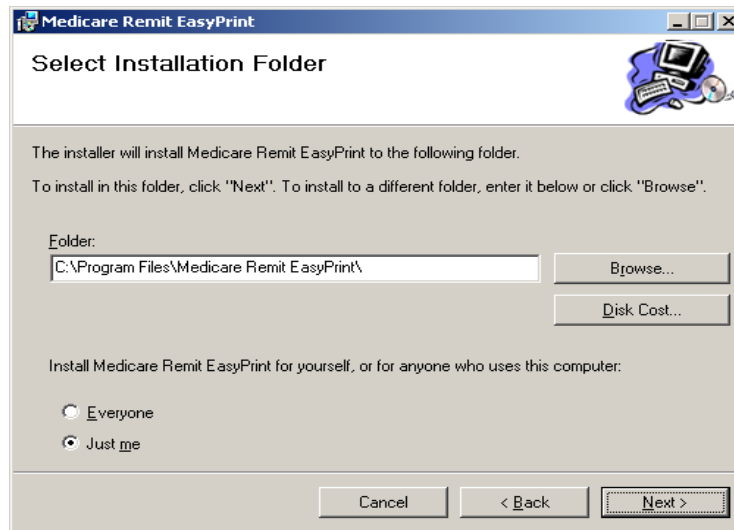 Medicare Remit EasyPrint
Select Installation Folder
The installer will install Medicare Remit EasyPrint to the following folder.
To install in this folder, click "Next". To install to a different folder, enter it below or click "Browse".
Folder:
C:\Program Files\Medicare Remit EasyPrint\
Browse...
Disk Cost...
Install Medicare Remit EasyPrint for yourself, or for anyone who uses this computer:
Everyone
Just me
Cancel < Back Next >